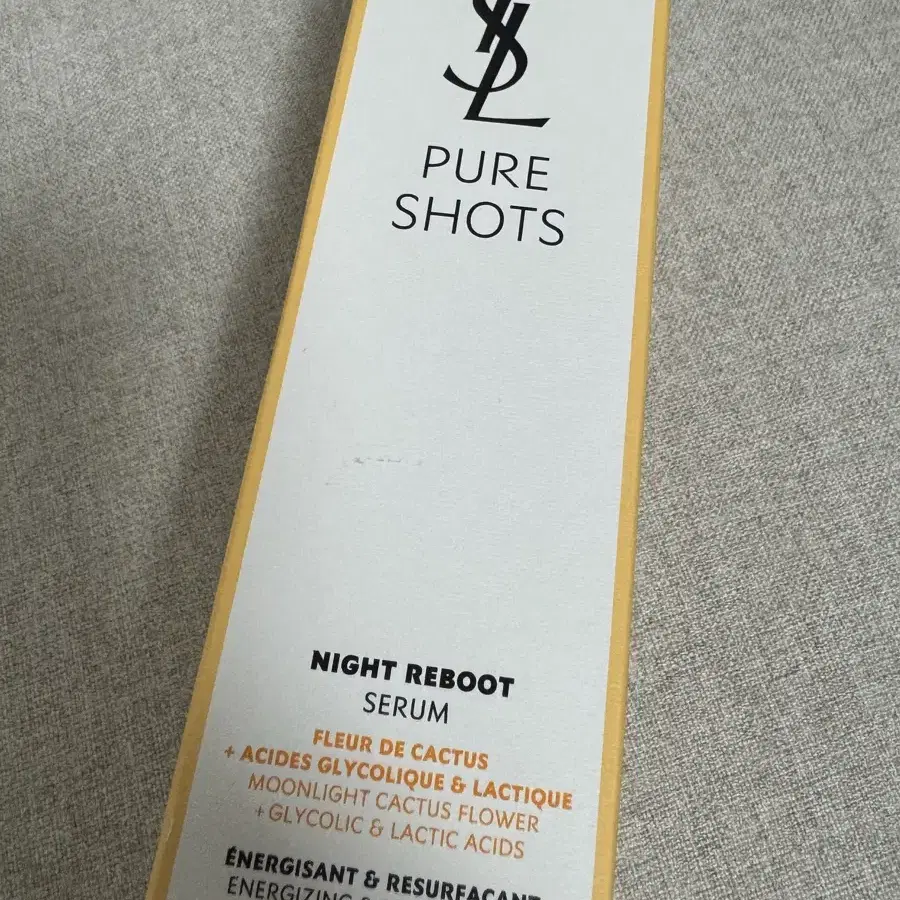 YSL
PURE
SHOTS
NIGHT REBOOT
SERUM
FLEUR DE CACTUS
+ ACIDES GLYCOLIQUE & LACTIQUE
MOONLIGHT CACTUS FLOWER
+ GLYCOLIC & LACTIC ACIDS
ÉNERGISANT & RESURFAÇANT
ENERGIZING